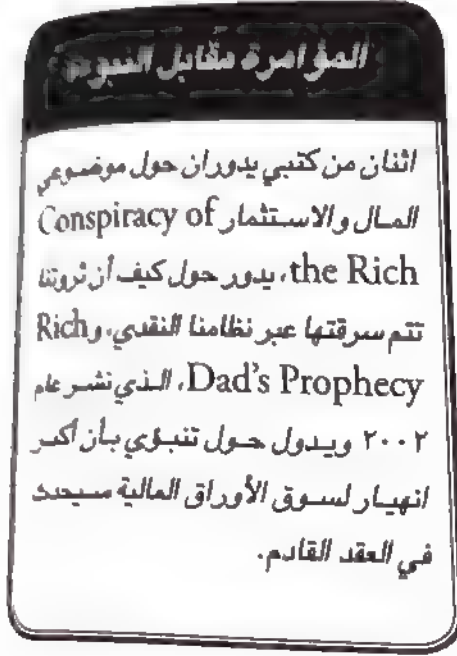 المؤامرة مقابل النبوءة
اثنان من كتبي يدوران حول موضوعي
المال والاستثمار Conspiracy of
the Rich، يدور حول كيف أن ثروتنا
تتم سرقتها عبر نظامنا النقدي، وRich
Dad's Prophecy، الذي نشر عام
٢٠٠٢ ويدول حول تنبؤي بأن أكبر
انهيار لسوق الأوراق المالية سيحدث
في العقد القادم.